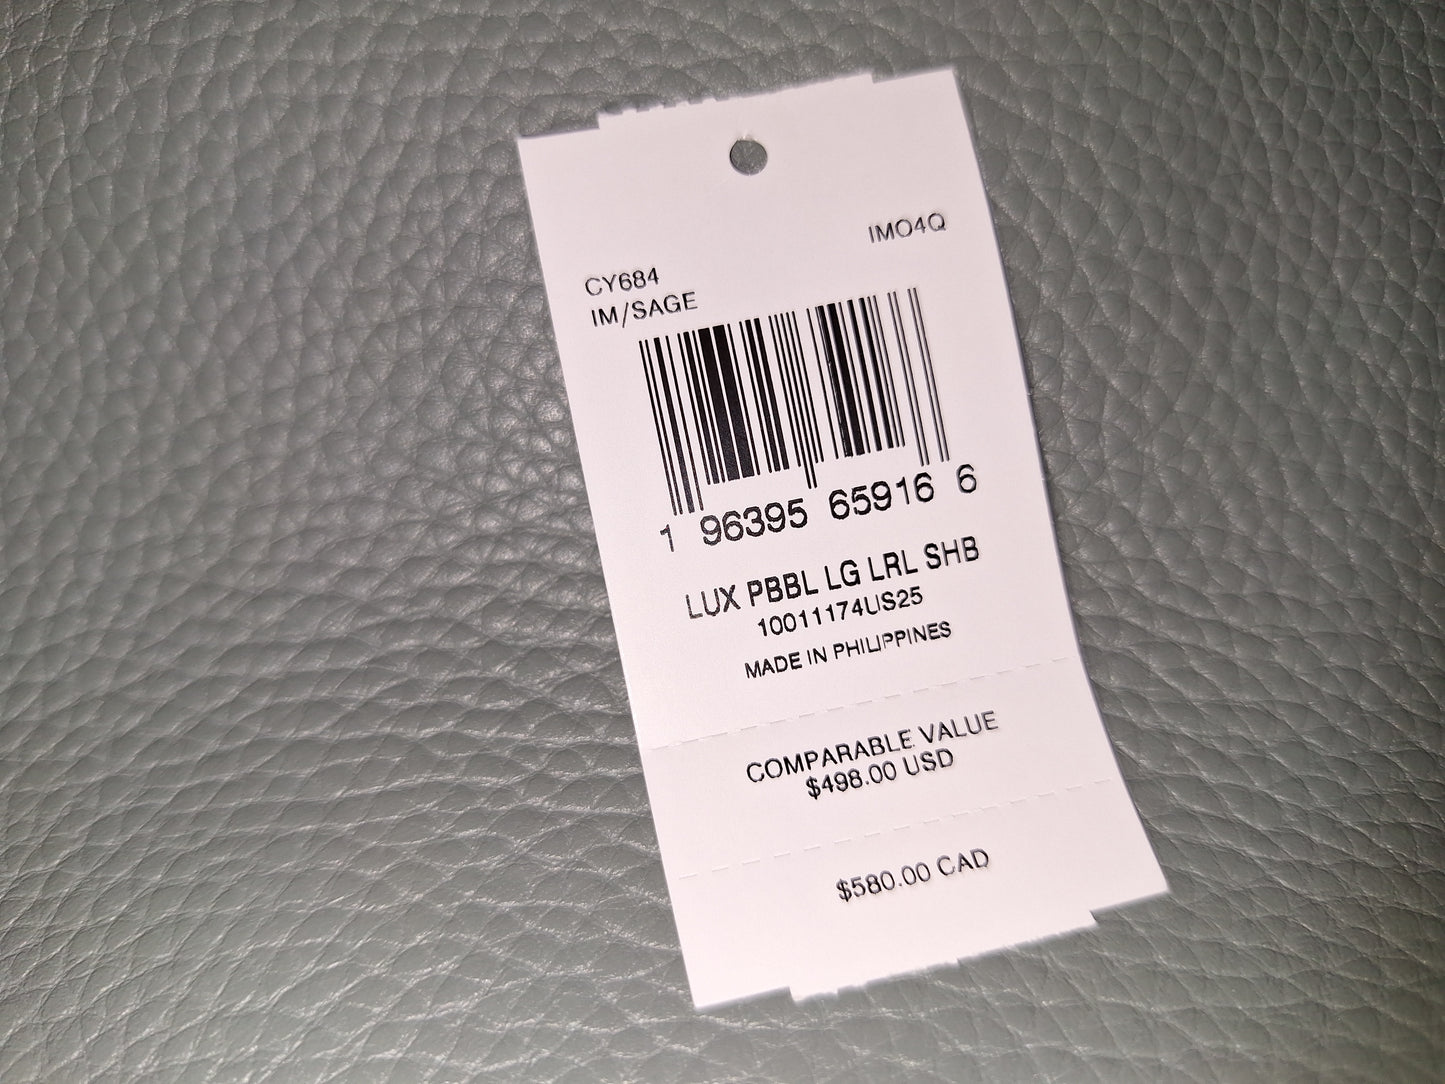 IMO4Q
CY684
IM/SAGE
1 96395 65916 6
LUX PBBL LG LRL SHB
10011174US25
MADE IN PHILIPPINES
COMPARABLE VALUE
$498.00 USD
$580.00 CAD